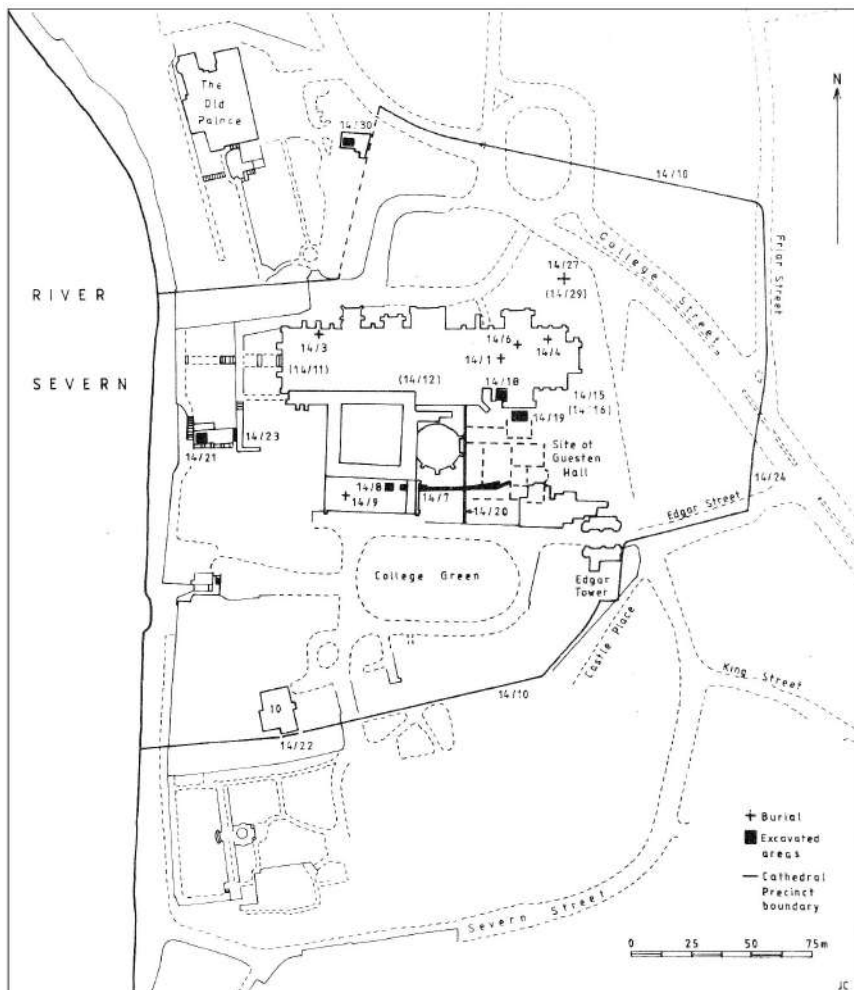 The
Old
Palace
N
14/30
14/10
Friar Street
College Street
14/27
(14/29)
RIVER
SEVERN
14/3
14/6
14/4
14/1
(14/11)
(14/12)
14/18
14/15
(14/16)
14/19
14/23
14/21
Site of
Guesten
Hall
14/24
14/8
14/7
14/9
14/20
Edgar Street
College Green
Edgar
Tower
Castle Place
King Street
14/10
10
14/22
Burial
Excavated
areas
Cathedral
Precinct
boundary
Severn Street
0 25 50 75m
JC